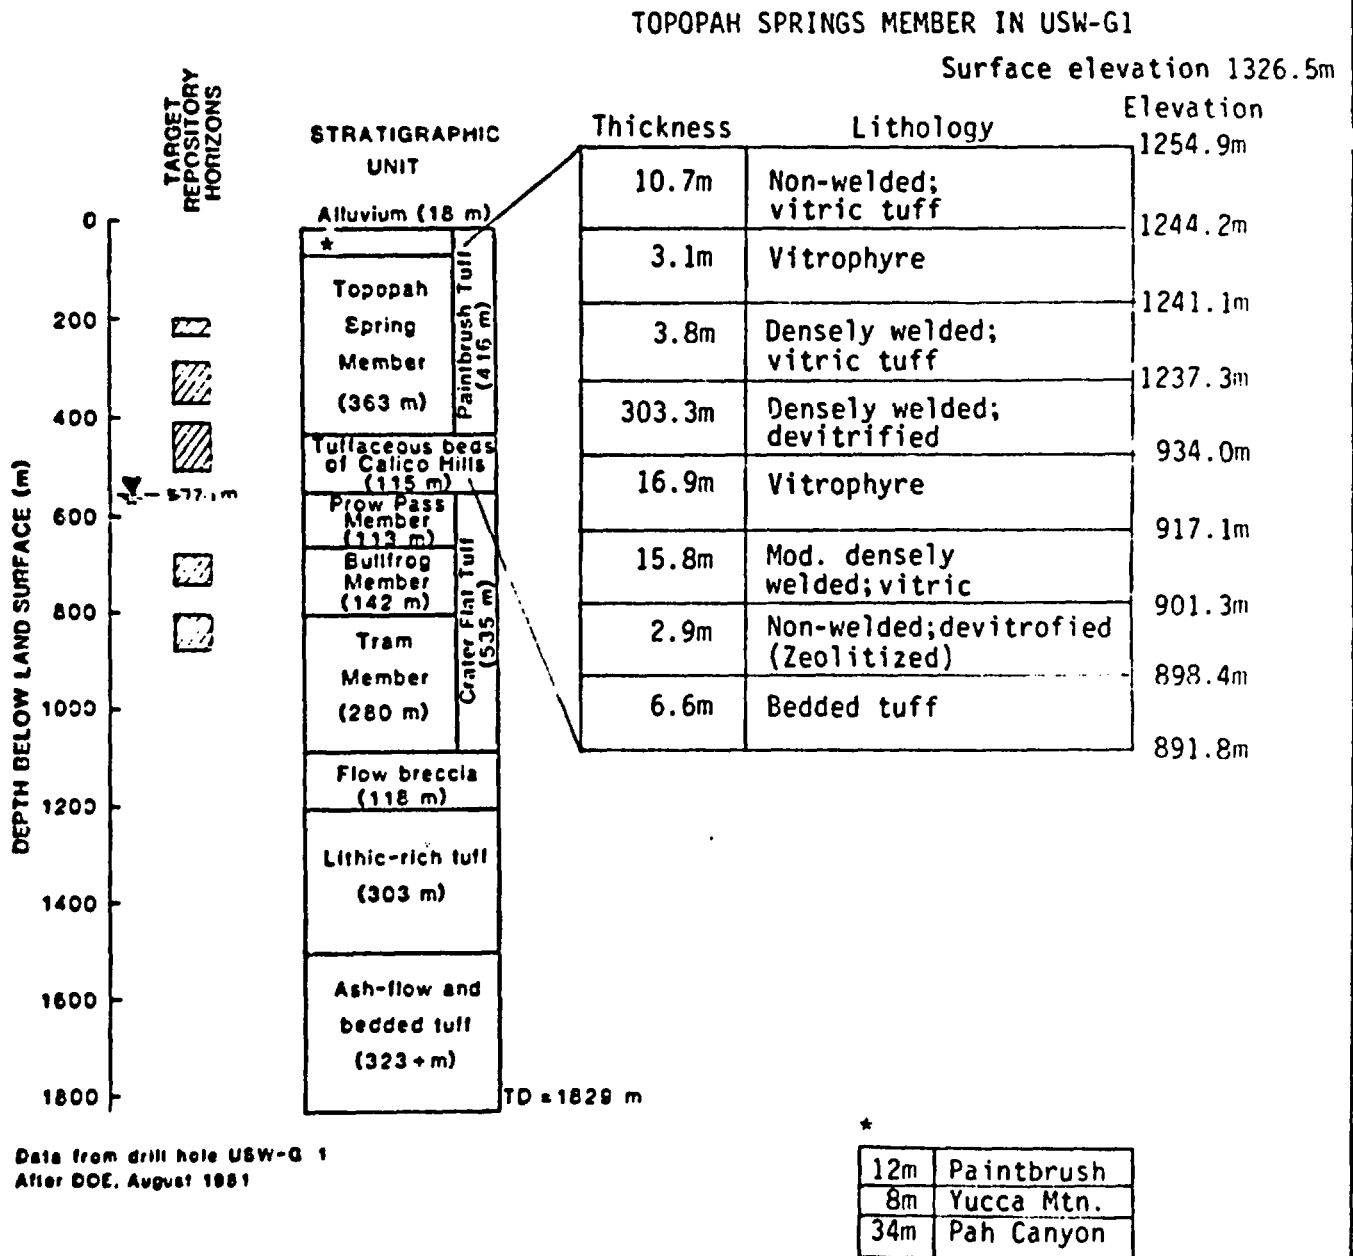 TOPOPAH SPRINGS MEMBER IN USW-G1
Surface elevation 1326.5m
TARGET
REPOSITORY
HORIZONS
STRATIGRAPHIC
UNIT
Thickness
Lithology
Elevation
1254.9m
10.7m
Non-welded;
vitric tuff
1244.2m
3.1m
Vitrophyre
1241.1m
3.8m
Densely welded;
vitric tuff
1237.3m
303.3m
Densely welded;
devitrified
934.0m
16.9m
Vitrophyre
917.1m
15.8m
Mod. densely
welded;vitric
901.3m
2.9m
Non-welded;devitrofied
(Zeolitized)
898.4m
6.6m
Bedded tuff
891.8m
DEPTH BELOW LAND SURFACE (m)
0
200
400
600
800
1000
1200
1400
1600
1800
Alluvium (18 m)
*
Topopah
Spring
Member
(363 m)
Paintbrush Tuff
(416 m)
Tuffaceous beds
of Calico Hills
(115 m)
Prow Pass
Member
(113 m)
Bullfrog
Member
(142 m)
Tram
Member
(280 m)
Crater Flat Tuff
(535 m)
Flow breccia
(118 m)
Lithic-rich tuff
(303 m)
Ash-flow and
bedded tuff
(323+m)
TD = 1829 m
Data from drill hole USW-G 1
After DOE, August 1981
*
12m
Paintbrush
8m
Yucca Mtn.
34m
Pah Canyon